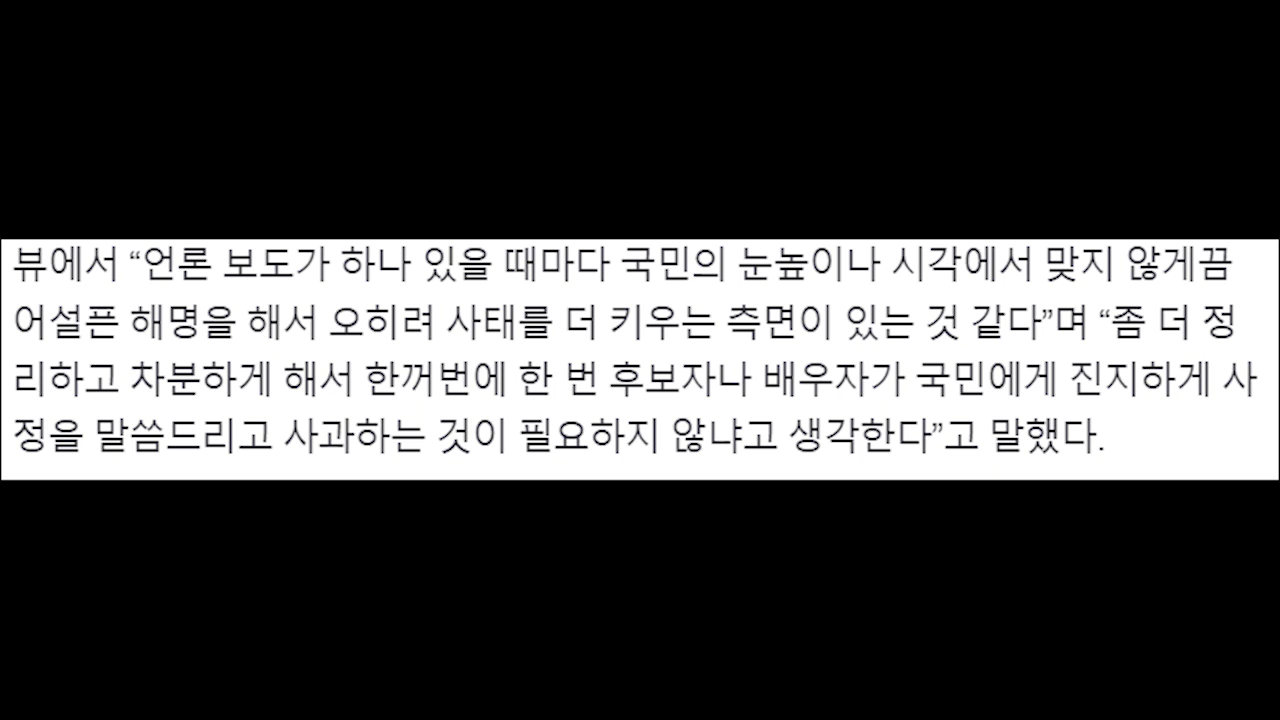 뷰에서 “언론 보도가 하나 있을 때마다 국민의 눈높이나 시각에서 맞지 않게끔
어설픈 해명을 해서 오히려 사태를 더 키우는 측면이 있는 것 같다”며 “좀 더 정
리하고 차분하게 해서 한꺼번에 한 번 후보자나 배우자가 국민에게 진지하게 사
정을 말씀드리고 사과하는 것이 필요하지 않냐고 생각한다”고 말했다.